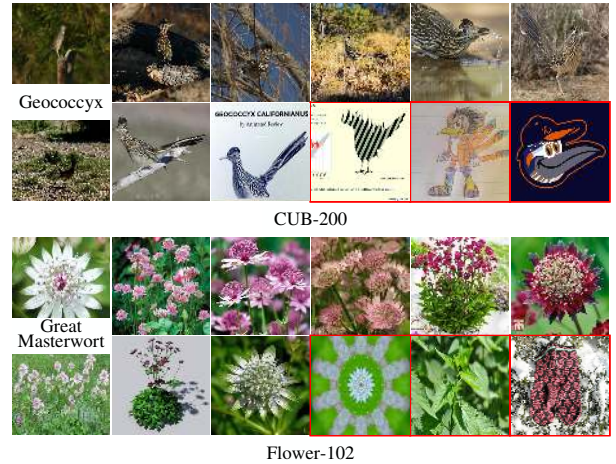 Geococcyx
GEOCOCCYX CALIFORNIANUS
CUB-200
Great
Masterwort
Flower-102